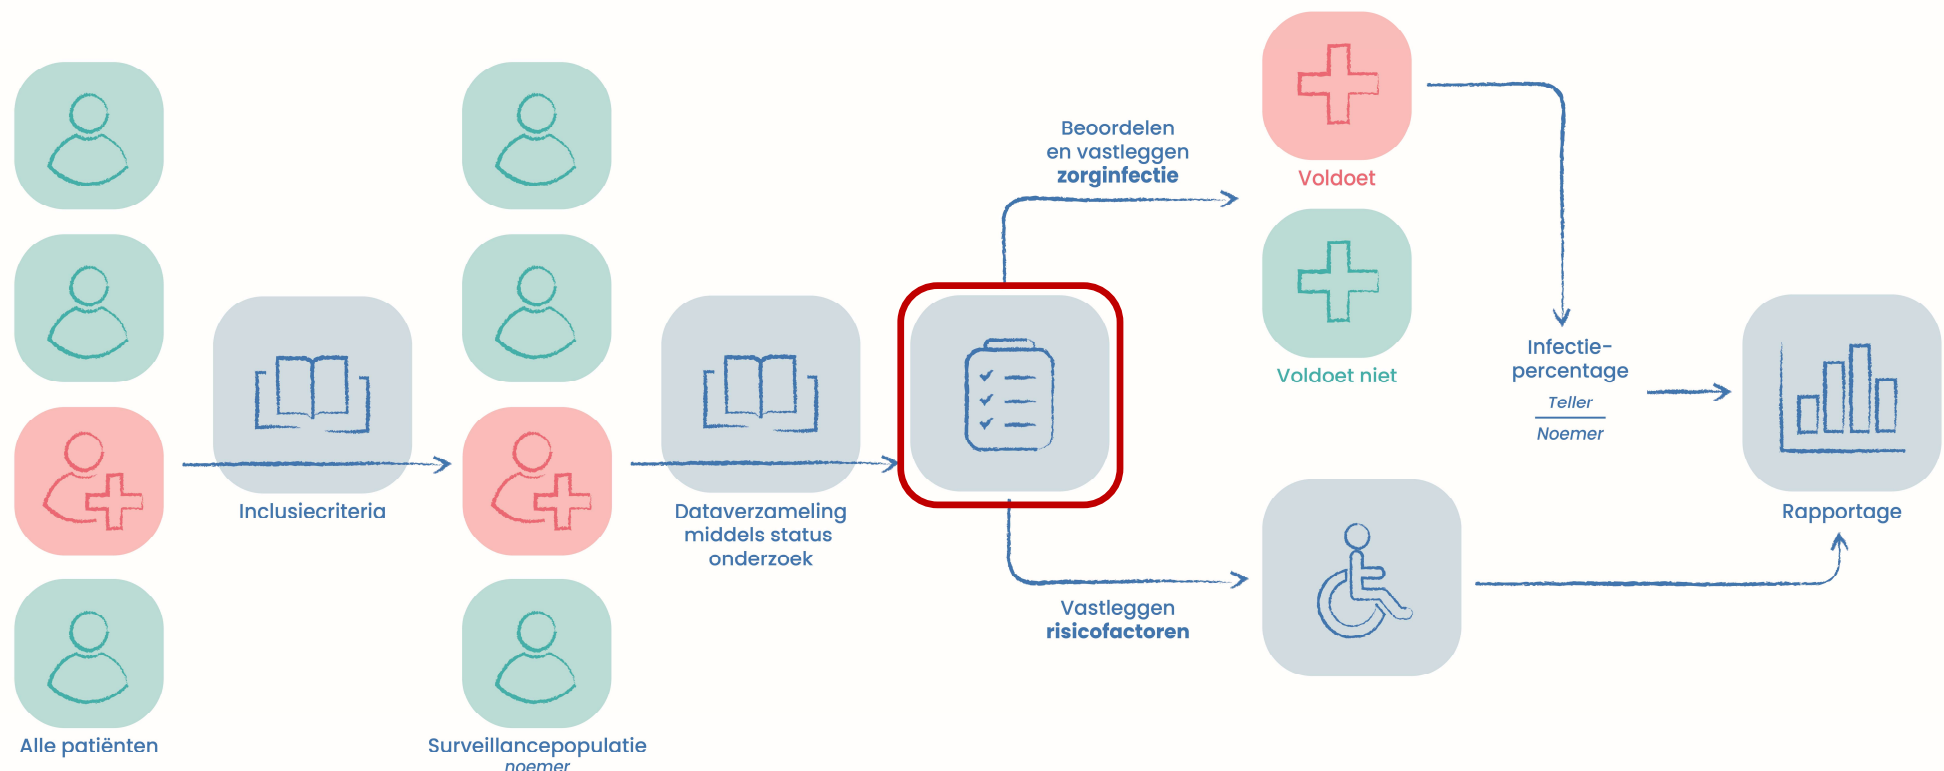 Alle patiënten
Inclusiecriteria
Surveillancepopulatie
noemer
Dataverzameling
middels status
onderzoek
Beoordelen
en vastleggen
zorginfectie
Vastleggen
risicofactoren
Voldoet
Voldoet niet
Infectie-
percentage
Teller
Noemer
Rapportage